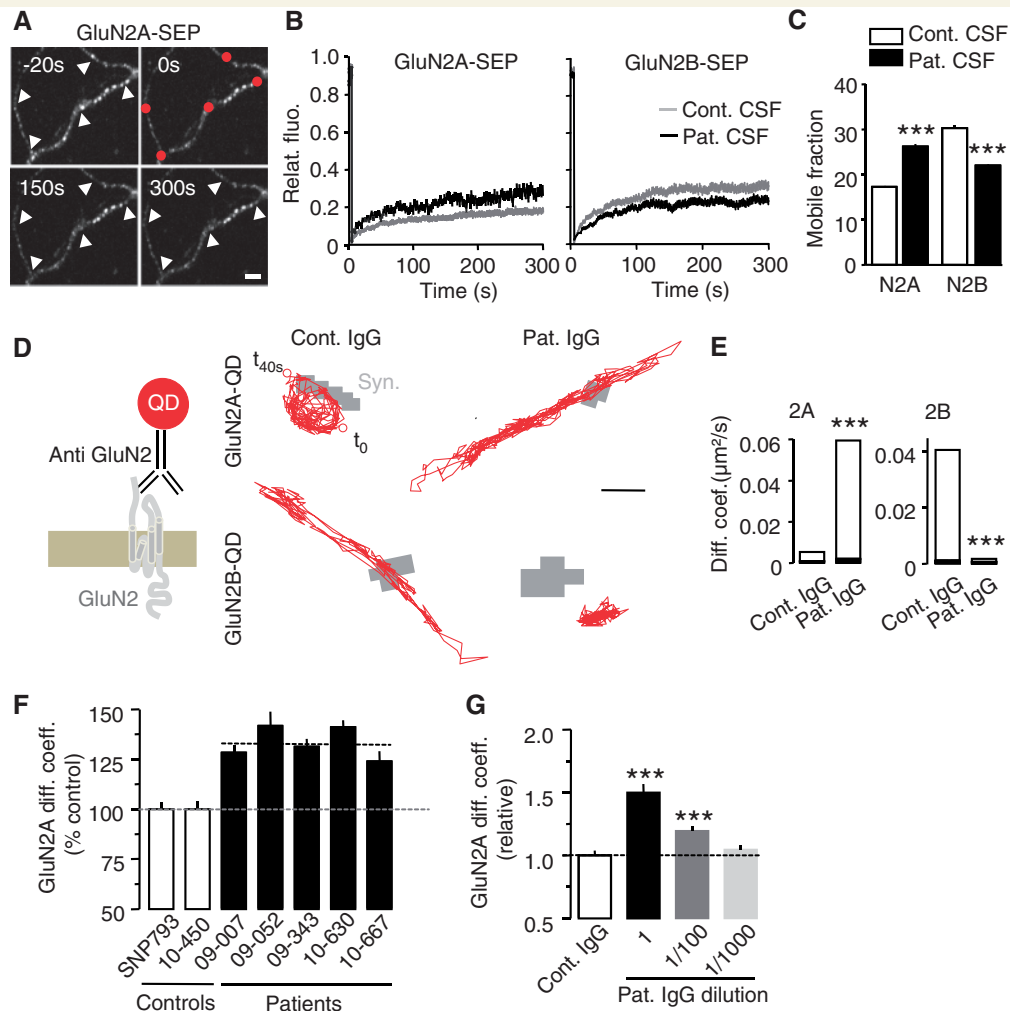 A
GluN2A-SEP
-20s
0s
150s
300s
B
GluN2A-SEP
GluN2B-SEP
Cont. CSF
Pat. CSF
Relat. fluo.
1.0
0.8
0.6
0.4
0.2
0
0
100
200
300
Time (s)
0
100
200
300
Time (s)
C
Cont. CSF
Pat. CSF
Mobile fraction
40
30
20
10
0
***
***
N2A
N2B
D
QD
Anti GluN2
GluN2
Cont. IgG
Pat. IgG
GluN2A-QD
t40s
Syn.
t0
GluN2B-QD
E
2A
2B
Diff. coef.(µm²/s)
0.06
0.04
0.02
0
***
0.04
0.02
0
***
Cont. IgG
Pat. IgG
Cont. IgG
Pat. IgG
F
GluN2A diff. coeff.
(% control)
150
125
100
75
50
SNP793
10-450
09-007
09-052
09-343
10-630
10-667
Controls
Patients
G
GluN2A diff. coeff.
(relative)
2.0
1.5
1.0
0.5
***
***
Cont. IgG
1
1/100
1/1000
Pat. IgG dilution